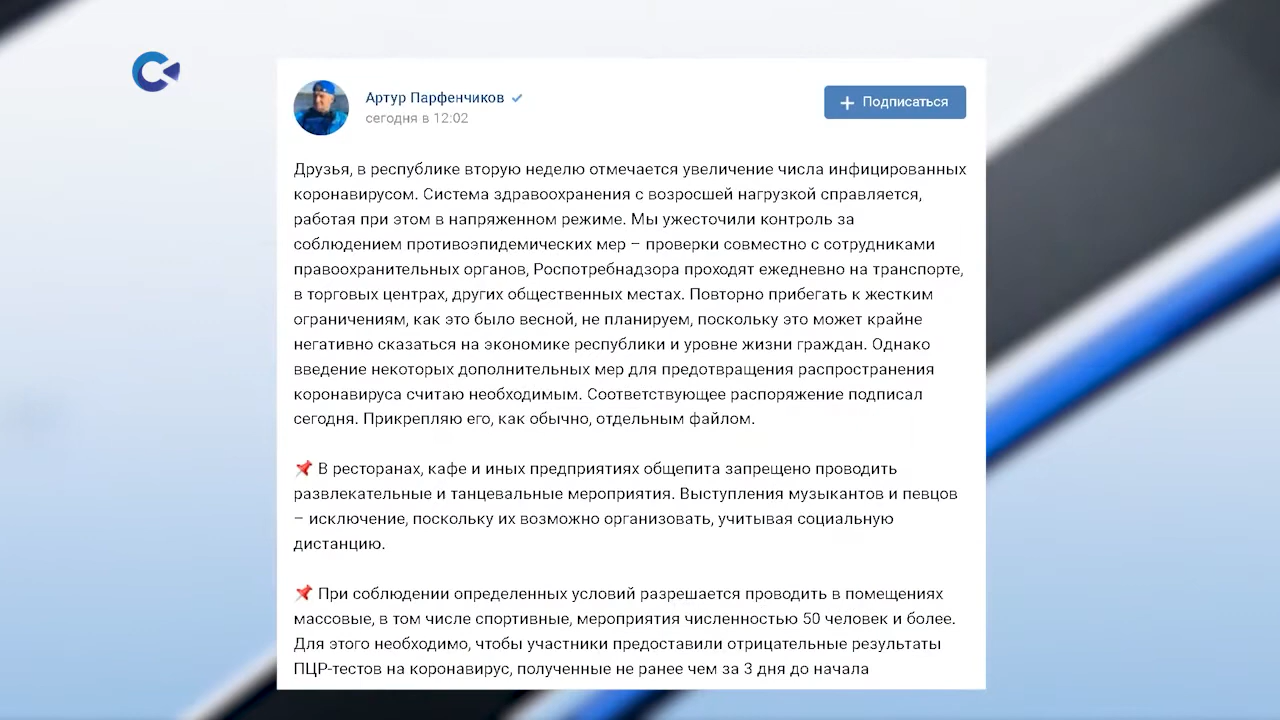 Артур Парфенчиков
сегодня в 12:02
Подписаться
Друзья, в республике вторую неделю отмечается увеличение числа инфицированных
коронавирусом. Система здравоохранения с возросшей нагрузкой справляется,
работая при этом в напряженном режиме. Мы ужесточили контроль за
соблюдением противоэпидемических мер – проверки совместно с сотрудниками
правоохранительных органов, Роспотребнадзора проходят ежедневно на транспорте,
в торговых центрах, других общественных местах. Повторно прибегать к жестким
ограничениям, как это было весной, не планируем, поскольку это может крайне
негативно сказаться на экономике республики и уровне жизни граждан. Однако
введение некоторых дополнительных мер для предотвращения распространения
коронавируса считаю необходимым. Соответствующее распоряжение подписал
сегодня. Прикрепляю его, как обычно, отдельным файлом.
📌 В ресторанах, кафе и иных предприятиях общепита запрещено проводить
развлекательные и танцевальные мероприятия. Выступления музыкантов и певцов
– исключение, поскольку их возможно организовать, учитывая социальную
дистанцию.
📌 При соблюдении определенных условий разрешается проводить в помещениях
массовые, в том числе спортивные, мероприятия численностью 50 человек и более.
Для этого необходимо, чтобы участники предоставили отрицательные результаты
ПЦР-тестов на коронавирус, полученные не ранее чем за 3 дня до начала